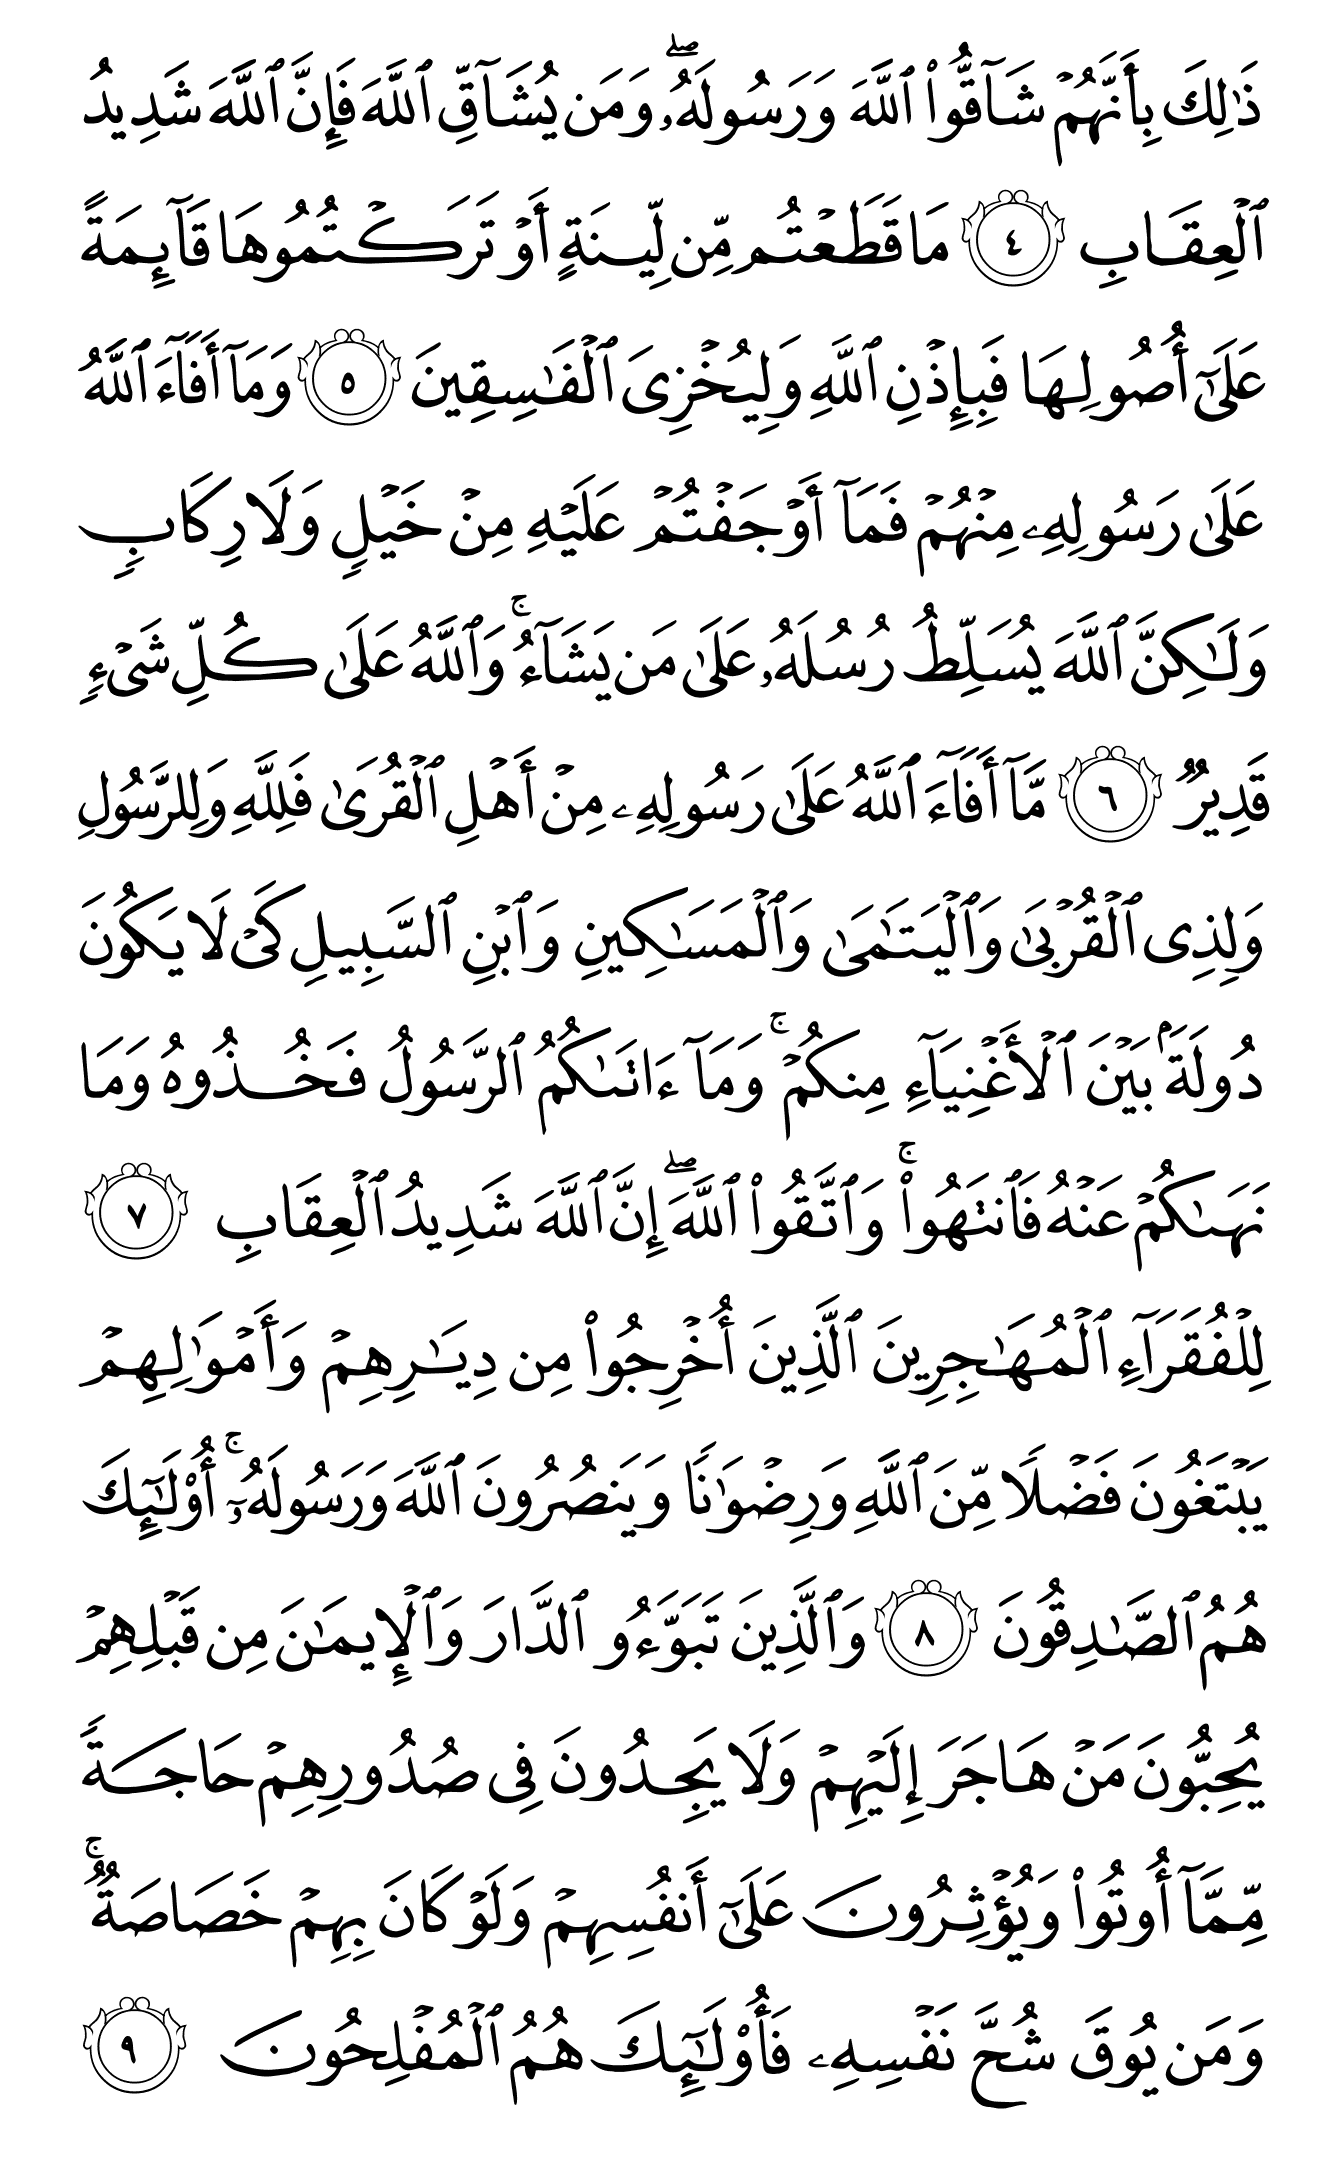 ذَٰلِكَ بِأَنَّهُمۡ شَآقُّواْ ٱللَّهَ وَرَسُولَهُۥۖ وَمَن يُشَآقِّ ٱللَّهَ فَإِنَّ ٱللَّهَ شَدِيدُ
ٱلۡعِقَابِ ٤ مَا قَطَعۡتُم مِّن لِّينَةٍ أَوۡ تَرَكۡتُمُوهَا قَآئِمَةً
عَلَىٰٓ أُصُولِهَا فَبِإِذۡنِ ٱللَّهِ وَلِيُخۡزِيَ ٱلۡفَٰسِقِينَ ٥ وَمَآ أَفَآءَ ٱللَّهُ
عَلَىٰ رَسُولِهِۦ مِنۡهُمۡ فَمَآ أَوۡجَفۡتُمۡ عَلَيۡهِ مِنۡ خَيۡلٖ وَلَا رِكَابٖ
وَلَٰكِنَّ ٱللَّهَ يُسَلِّطُ رُسُلَهُۥ عَلَىٰ مَن يَشَآءُۚ وَٱللَّهُ عَلَىٰ كُلِّ شَيۡءٖ
قَدِيرٞ ٦ مَّآ أَفَآءَ ٱللَّهُ عَلَىٰ رَسُولِهِۦ مِنۡ أَهۡلِ ٱلۡقُرَىٰ فَلِلَّهِ وَلِلرَّسُولِ
وَلِذِي ٱلۡقُرۡبَىٰ وَٱلۡيَتَٰمَىٰ وَٱلۡمَسَٰكِينِ وَٱبۡنِ ٱلسَّبِيلِ كَيۡ لَا يَكُونَ
دُولَةَۢ بَيۡنَ ٱلۡأَغۡنِيَآءِ مِنكُمۡۚ وَمَآ ءَاتَىٰكُمُ ٱلرَّسُولُ فَخُذُوهُ وَمَا
نَهَىٰكُمۡ عَنۡهُ فَٱنتَهُواْۚ وَٱتَّقُواْ ٱللَّهَۖ إِنَّ ٱللَّهَ شَدِيدُ ٱلۡعِقَابِ ٧
لِلۡفُقَرَآءِ ٱلۡمُهَٰجِرِينَ ٱلَّذِينَ أُخۡرِجُواْ مِن دِيَٰرِهِمۡ وَأَمۡوَٰلِهِمۡ
يَبۡتَغُونَ فَضۡلٗا مِّنَ ٱللَّهِ وَرِضۡوَٰنٗا وَيَنصُرُونَ ٱللَّهَ وَرَسُولَهُۥٓۚ أُوْلَٰٓئِكَ
هُمُ ٱلصَّٰدِقُونَ ٨ وَٱلَّذِينَ تَبَوَّءُو ٱلدَّارَ وَٱلۡإِيمَٰنَ مِن قَبۡلِهِمۡ
يُحِبُّونَ مَنۡ هَاجَرَ إِلَيۡهِمۡ وَلَا يَجِدُونَ فِي صُدُورِهِمۡ حَاجَةٗ
مِّمَّآ أُوتُواْ وَيُؤۡثِرُونَ عَلَىٰٓ أَنفُسِهِمۡ وَلَوۡ كَانَ بِهِمۡ خَصَاصَةٞۚ
وَمَن يُوقَ شُحَّ نَفۡسِهِۦ فَأُوْلَٰٓئِكَ هُمُ ٱلۡمُفۡلِحُونَ ٩